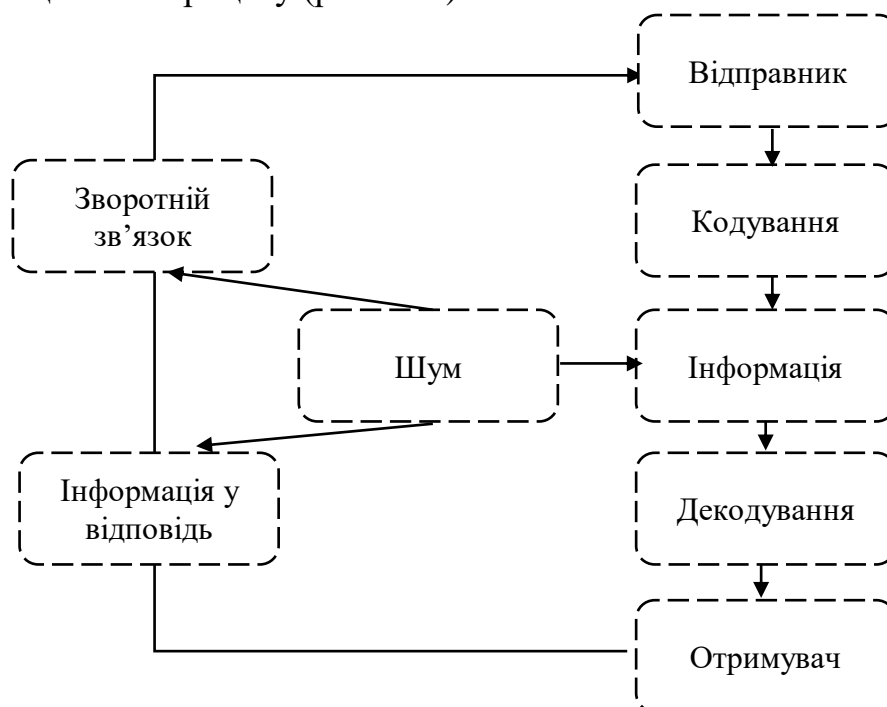 Відправник
Зворотній
зв’язок
Кодування
Шум
Інформація
Інформація у
відповідь
Декодування
Отримувач